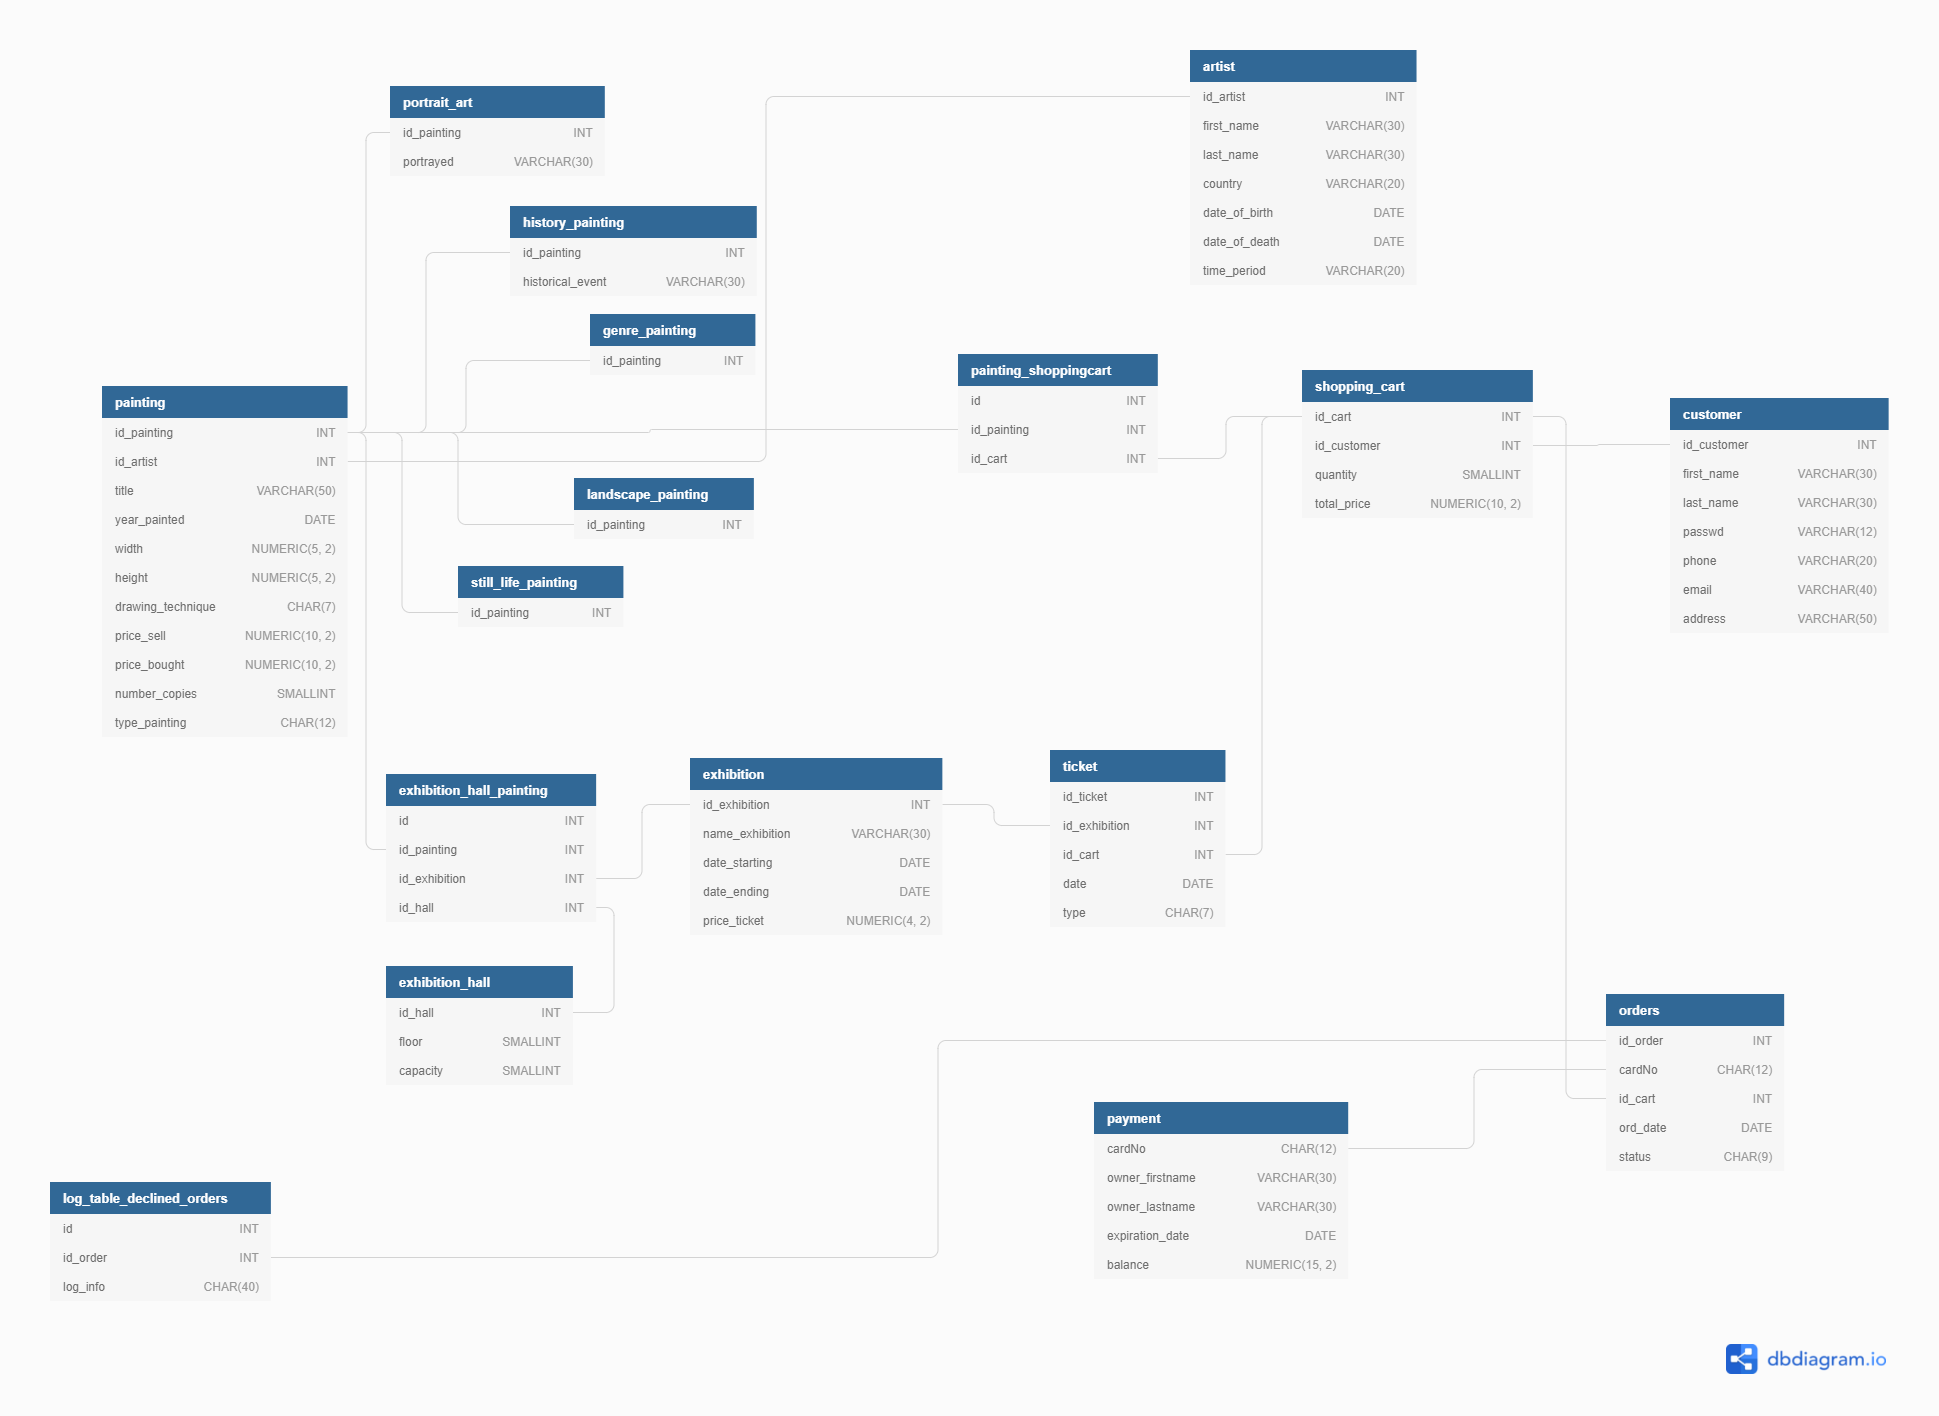 artist
id_artist INT
first_name VARCHAR(30)
last_name VARCHAR(30)
country VARCHAR(20)
date_of_birth DATE
date_of_death DATE
time_period VARCHAR(20)
portrait_art
id_painting INT
portrayed VARCHAR(30)
history_painting
id_painting INT
historical_event VARCHAR(30)
genre_painting
id_painting INT
painting_shoppingcart
id INT
id_painting INT
id_cart INT
shopping_cart
id_cart INT
id_customer INT
quantity SMALLINT
total_price NUMERIC(10, 2)
customer
id_customer INT
first_name VARCHAR(30)
last_name VARCHAR(30)
passwd VARCHAR(12)
phone VARCHAR(20)
email VARCHAR(40)
address VARCHAR(50)
painting
id_painting INT
id_artist INT
title VARCHAR(50)
year_painted DATE
width NUMERIC(5, 2)
height NUMERIC(5, 2)
drawing_technique CHAR(7)
price_sell NUMERIC(10, 2)
price_bought NUMERIC(10, 2)
number_copies SMALLINT
type_painting CHAR(12)
landscape_painting
id_painting INT
still_life_painting
id_painting INT
exhibition_hall_painting
id INT
id_painting INT
id_exhibition INT
id_hall INT
exhibition
id_exhibition INT
name_exhibition VARCHAR(30)
date_starting DATE
date_ending DATE
price_ticket NUMERIC(4, 2)
ticket
id_ticket INT
id_exhibition INT
id_cart INT
date DATE
type CHAR(7)
exhibition_hall
id_hall INT
floor SMALLINT
capacity SMALLINT
orders
id_order INT
cardNo CHAR(12)
id_cart INT
ord_date DATE
status CHAR(9)
payment
cardNo CHAR(12)
owner_firstname VARCHAR(30)
owner_lastname VARCHAR(30)
expiration_date DATE
balance NUMERIC(15, 2)
log_table_declined_orders
id INT
id_order INT
log_info CHAR(40)
dbdiagram.io